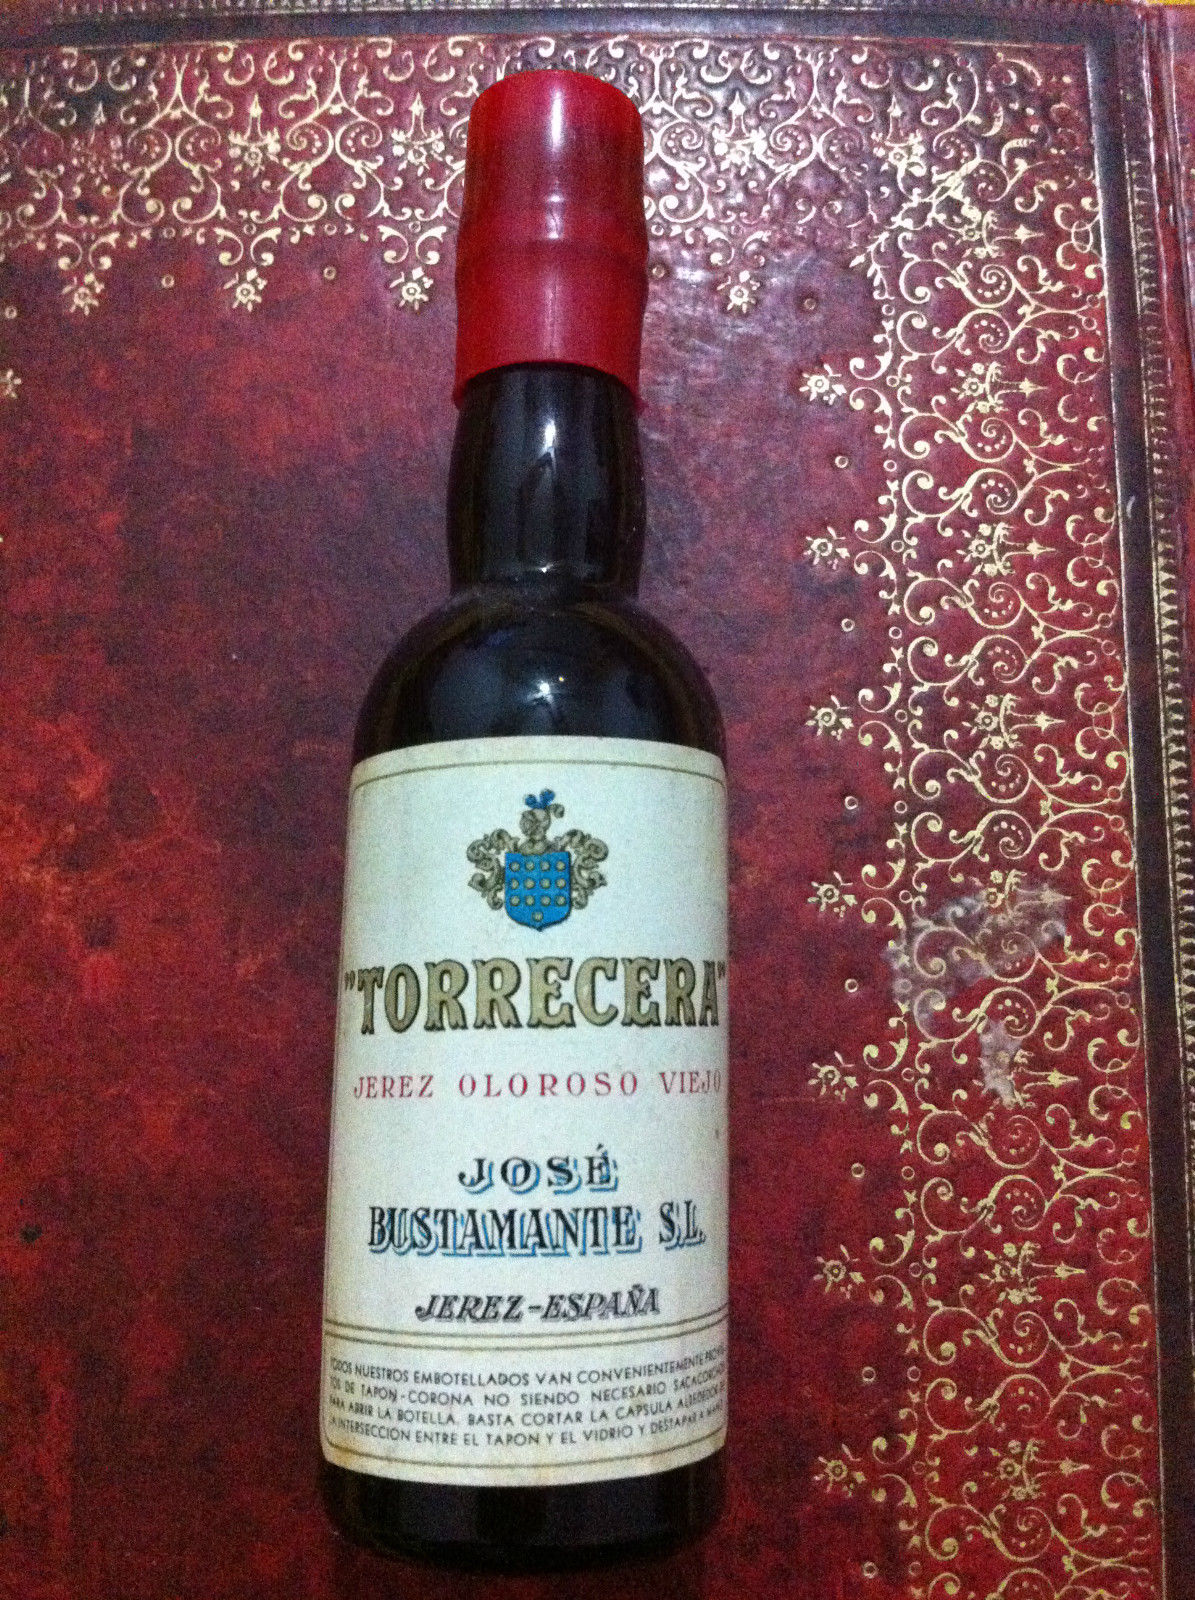 "TORRECERA"
JEREZ OLOROSO VIEJO
JOSÉ
BUSTAMANTE S.L.
JEREZ-ESPAÑA
NUESTROS EMBOTELLADOS VAN CONVENIENTEMENTE
DE TAPON-CORONA NO SIENDO NECESARIO
ABRIR LA BOTELLA. BASTA CORTAR LA CAPSULA
INTERSECCION ENTRE EL TAPON Y EL VIDRIO Y DESTAPAR A